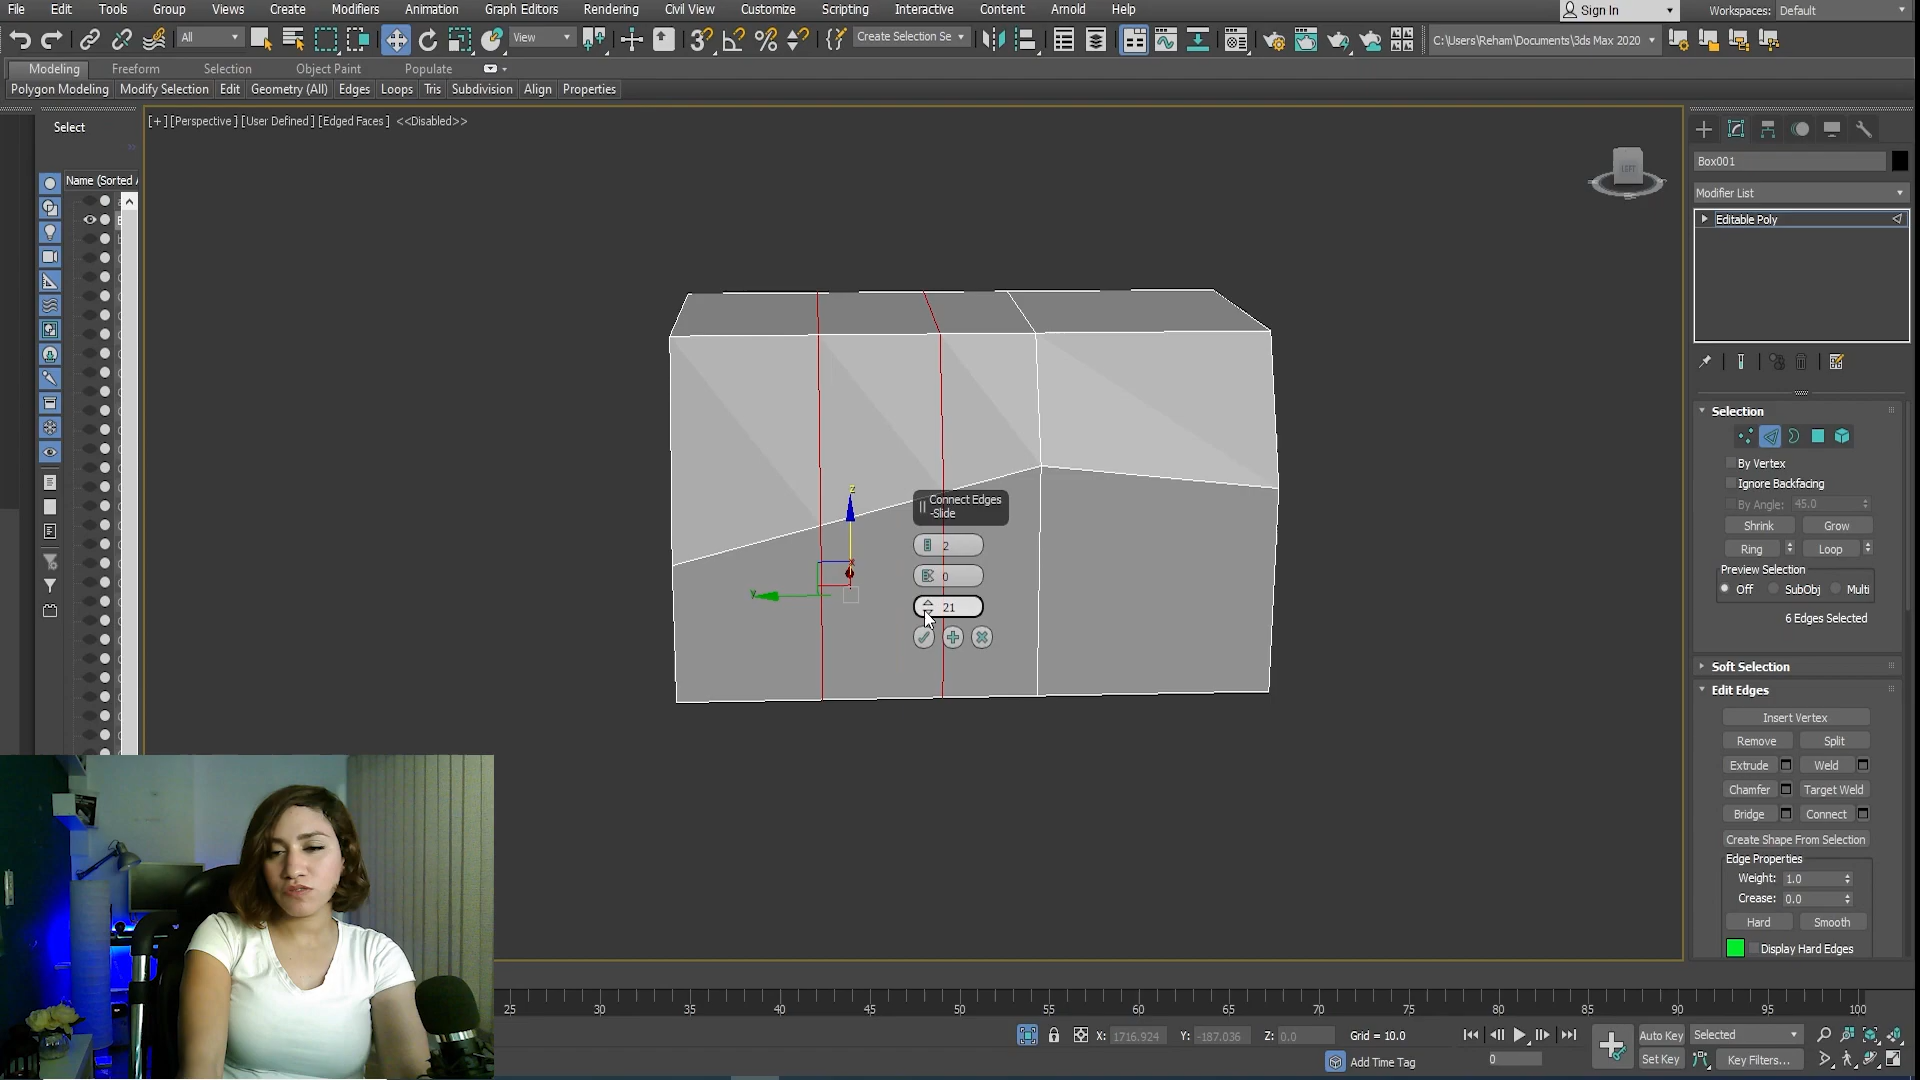 File Edit Tools Group Views Create Modifiers Animation Graph Editors Rendering Civil View Customize Scripting Interactive Content Arnold Help
Sign In
Workspaces: Default
All
View
Create Selection Se
C:\Users\Reham\Documents\3ds Max 2020
Modeling Freeform Selection Object Paint Populate
Polygon Modeling Modify Selection Edit Geometry (All) Edges Loops Tris Subdivision Align Properties
Select
Name (Sorted A
[+][Perspective][User Defined][Edged Faces] <<Disabled>>
LEFT
Z
Y
X
Connect Edges
-Slide
2
0
21
Box001
Modifier List
Editable Poly
Selection
By Vertex
Ignore Backfacing
By Angle: 45.0
Shrink Grow
Ring Loop
Preview Selection
Off SubObj Multi
6 Edges Selected
Soft Selection
Edit Edges
Insert Vertex
Remove Split
Extrude Weld
Chamfer Target Weld
Bridge Connect
Create Shape From Selection
Edge Properties
Weight: 1.0
Crease: 0.0
Hard Smooth
Display Hard Edges
25 30 35 40 45 50 55 60 65 70 75 80 85 90 95 100
X: 1716.924 Y: -187.036 Z: 0.0 Grid = 10.0
Add Time Tag
0
Auto Key Selected
Set Key Key Filters...